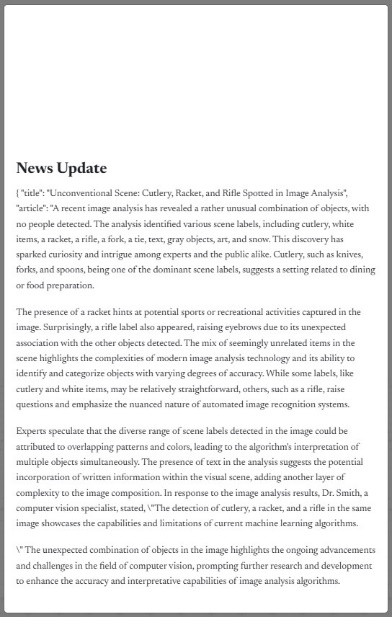 News Update
{ "title": "Unconventional Scene: Cutlery, Racket, and Rifle Spotted in Image Analysis",
"article": "A recent image analysis has revealed a rather unusual combination of objects, with
no people detected. The analysis identified various scene labels, including cutlery, white
items, a racket, a rifle, a fork, a tie, text, gray objects, art, and snow. This discovery has
sparked curiosity and intrigue among experts and the public alike. Cutlery, such as knives,
forks, and spoons, being one of the dominant scene labels, suggests a setting related to dining
or food preparation.
The presence of a racket hints at potential sports or recreational activities captured in the
image. Surprisingly, a rifle label also appeared, raising eyebrows due to its unexpected
association with the other objects detected. The mix of seemingly unrelated items in the
scene highlights the complexities of modern image analysis technology and its ability to
identify and categorize objects with varying degrees of accuracy. While some labels, like
cutlery and white items, may be relatively straightforward, others, such as a rifle, raise
questions and emphasize the nuanced nature of automated image recognition systems.
Experts speculate that the diverse range of scene labels detected in the image could be
attributed to overlapping patterns and colors, leading to the algorithm's interpretation of
multiple objects simultaneously. The presence of text in the analysis suggests the potential
incorporation of written information within the visual scene, adding another layer of
complexity to the image composition. In response to the image analysis results, Dr. Smith, a
computer vision specialist, stated, \"The detection of cutlery, a racket, and a rifle in the same
image showcases the capabilities and limitations of current machine learning algorithms.
\" The unexpected combination of objects in the image highlights the ongoing advancements
and challenges in the field of computer vision, prompting further research and development
to enhance the accuracy and interpretative capabilities of image analysis algorithms.